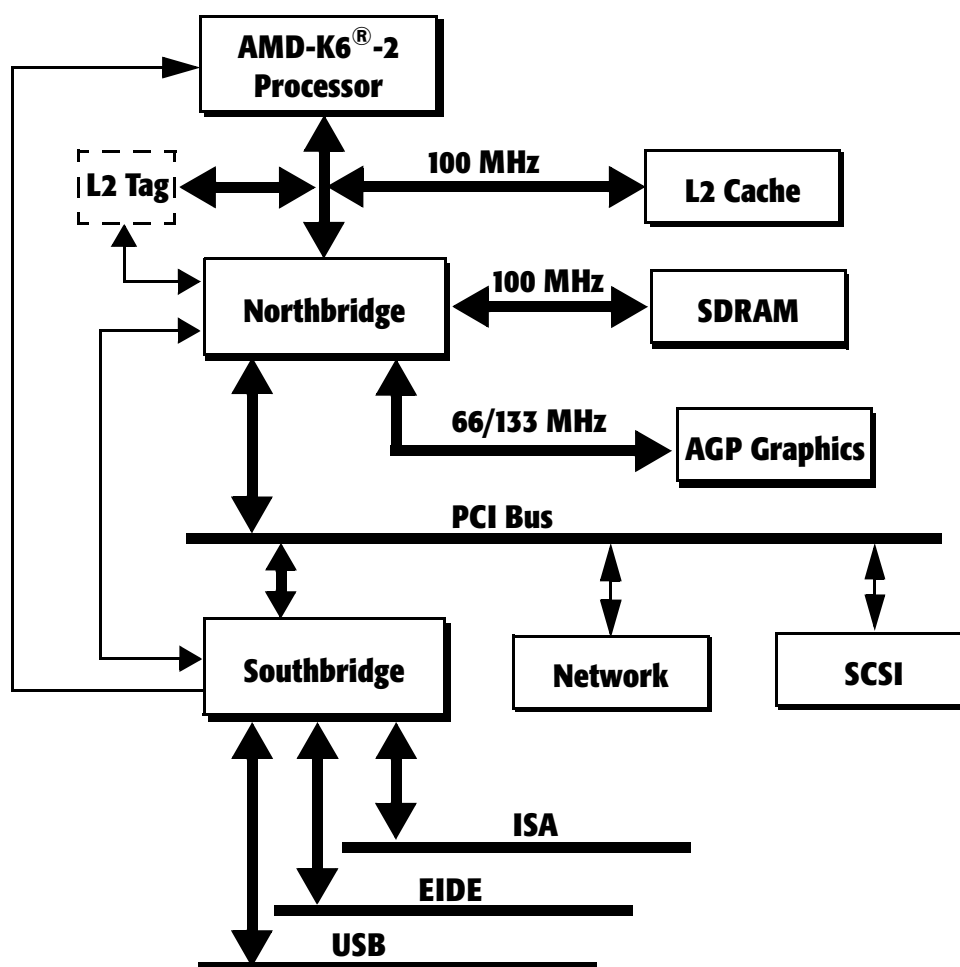 AMD-K6®-2
Processor
100 MHz
L2 Tag
L2 Cache
100 MHz
Northbridge
SDRAM
66/133 MHz
AGP Graphics
PCI Bus
Southbridge
Network
SCSI
ISA
EIDE
USB